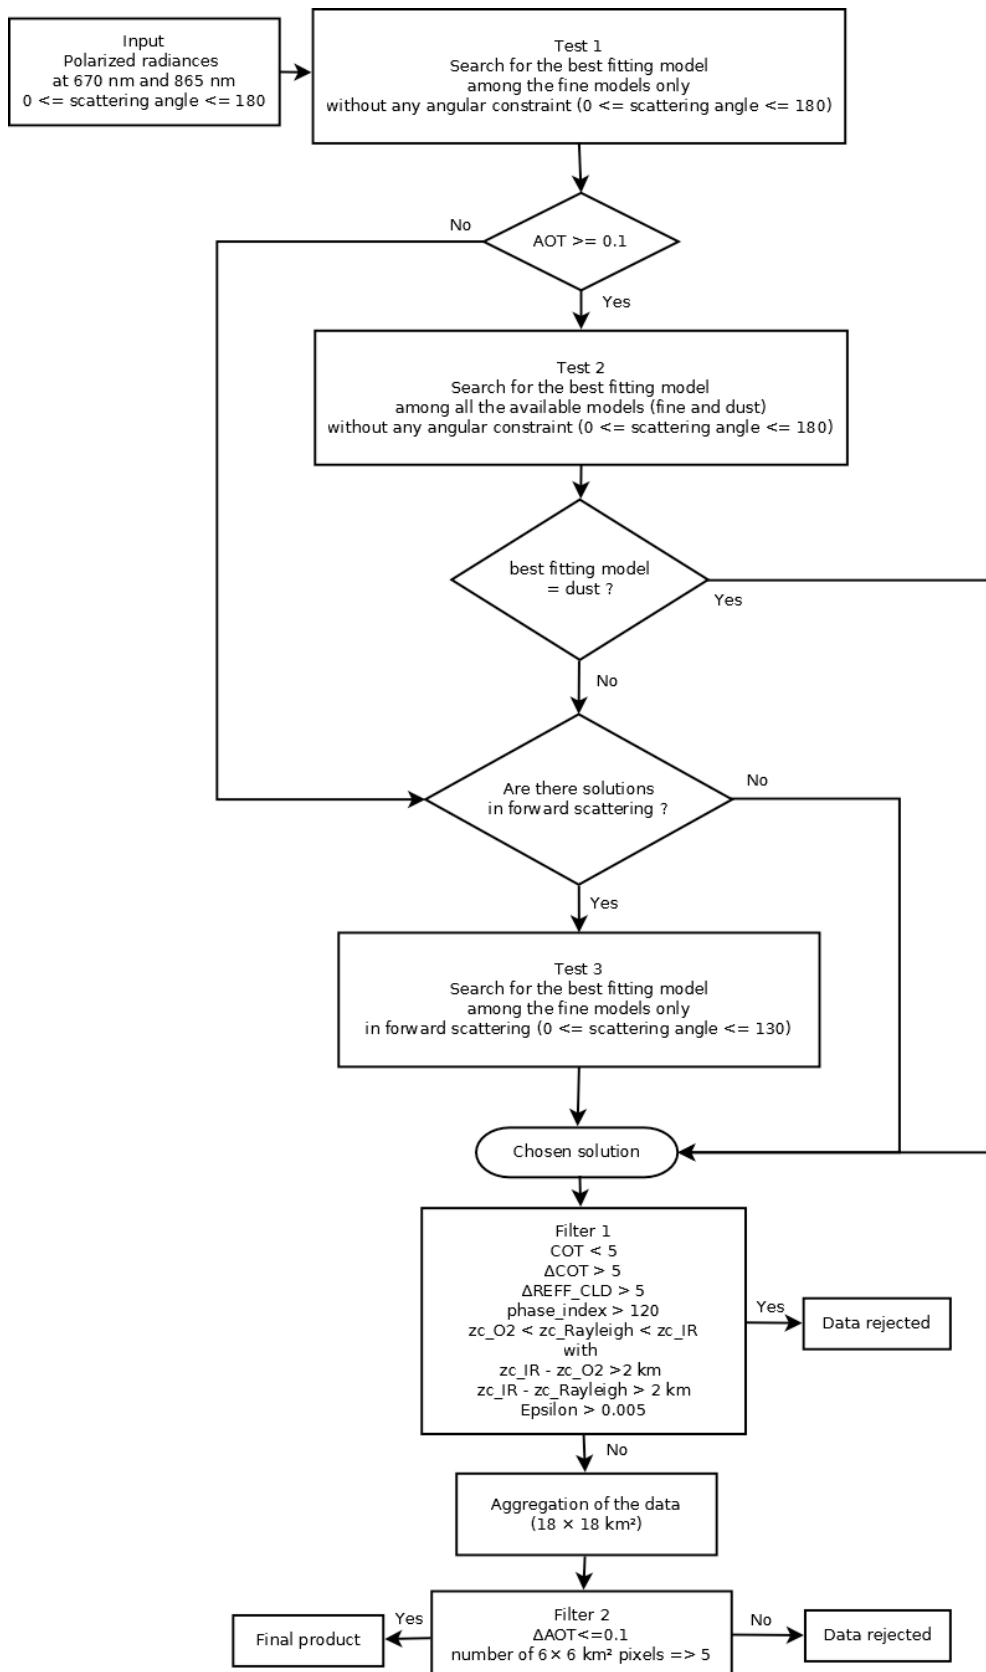 Input
Polarized radiances
at 670 nm and 865 nm
0 <= scattering angle <= 180
Test 1
Search for the best fitting model
among the fine models only
without any angular constraint (0 <= scattering angle <= 180)
AOT >= 0.1
No
Yes
Test 2
Search for the best fitting model
among all the available models (fine and dust)
without any angular constraint (0 <= scattering angle <= 180)
best fitting model
= dust ?
Yes
No
Are there solutions
in forward scattering ?
No
Yes
Test 3
Search for the best fitting model
among the fine models only
in forward scattering (0 <= scattering angle <= 130)
Chosen solution
Filter 1
COT < 5
ΔCOT > 5
ΔREFF_CLD > 5
phase_index > 120
zc_O2 < zc_Rayleigh < zc_IR
with
zc_IR - zc_O2 >2 km
zc_IR - zc_Rayleigh > 2 km
Epsilon > 0.005
Yes
Data rejected
No
Aggregation of the data
(18 × 18 km²)
Filter 2
ΔAOT<=0.1
number of 6× 6 km² pixels => 5
Yes
Final product
No
Data rejected